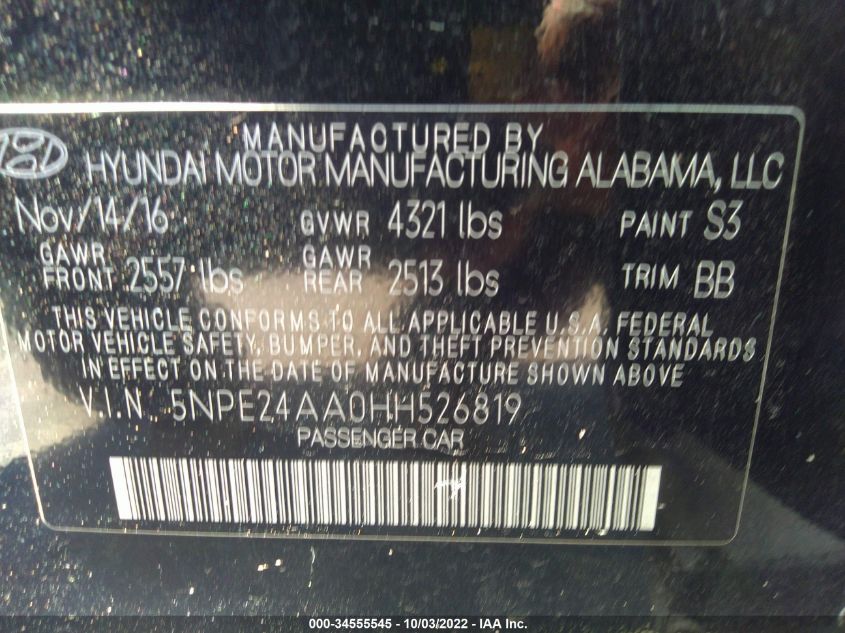 MANUFACTURED BY
HYUNDAI MOTOR MANUFACTURING ALABAMA, LLC
Nov/14/16 GVWR 4321 lbs PAINT S3
GAWR FRONT 2557 lbs GAWR REAR 2513 lbs TRIM BB
THIS VEHICLE CONFORMS TO ALL APPLICABLE U.S.A. FEDERAL
MOTOR VEHICLE SAFETY, BUMPER, AND THEFT PREVENTION STANDARDS
IN EFFECT ON THE DATE OF MANUFACTURE SHOWN ABOVE
V.I.N. 5NPE24AA0HH526819
PASSENGER CAR
000-34555545 - 10/03/2022 - IAA Inc.